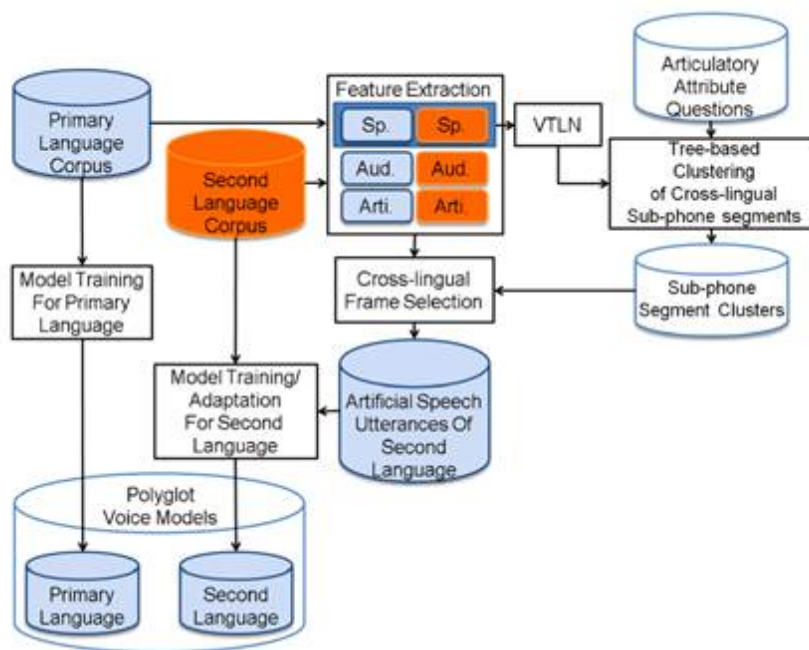 Primary
Language
Corpus
Second
Language
Corpus
Feature Extraction
Sp.
Sp.
Aud.
Aud.
Arti.
Arti.
VTLN
Articulatory
Attribute
Questions
Tree-based
Clustering
of Cross-lingual
Sub-phone segments
Model Training
For Primary
Language
Cross-lingual
Frame Selection
Sub-phone
Segment Clusters
Model Training/
Adaptation
For Second
Language
Artificial Speech
Utterances Of
Second
Language
Polyglot
Voice Models
Primary
Language
Second
Language